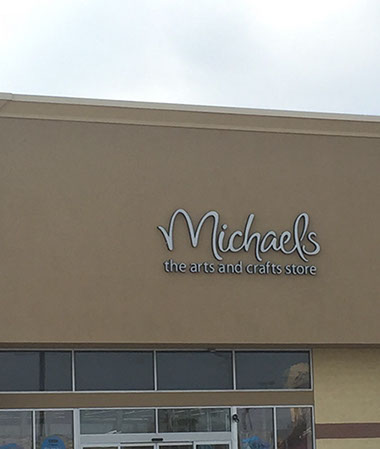 Michaels
the arts and crafts store